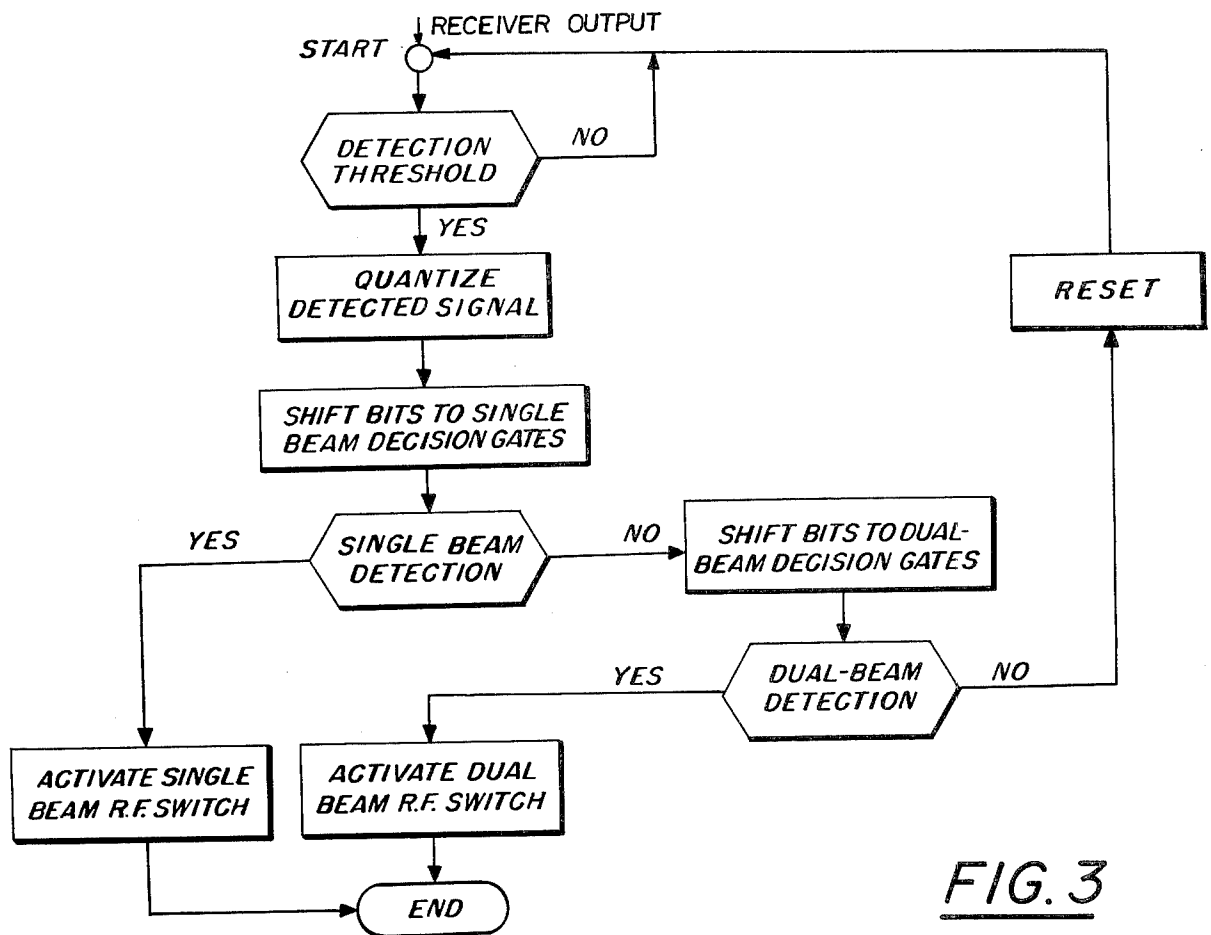 RECEIVER OUTPUT
START
DETECTION
THRESHOLD
NO
YES
QUANTIZE
DETECTED SIGNAL
RESET
SHIFT BITS TO SINGLE
BEAM DECISION GATES
YES
SINGLE BEAM
DETECTION
NO
SHIFT BITS TO DUAL-
BEAM DECISION GATES
YES
DUAL-BEAM
DETECTION
NO
ACTIVATE SINGLE
BEAM R.F. SWITCH
ACTIVATE DUAL
BEAM R.F. SWITCH
END
FIG. 3